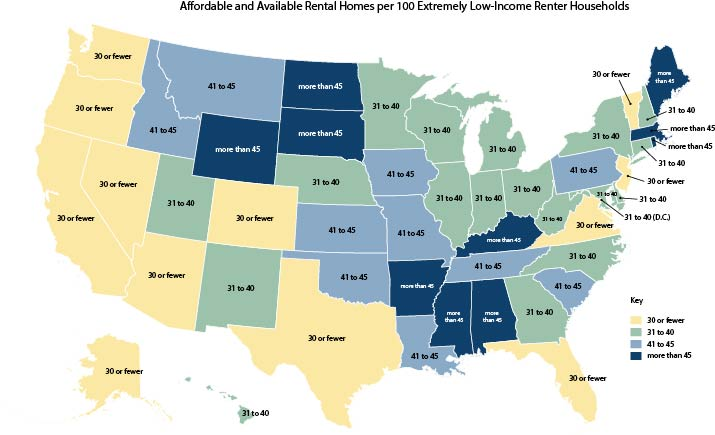 Affordable and Available Rental Homes per 100 Extremely Low-Income Renter Households
30 or fewer
41 to 45
more than 45
31 to 40
more
than 45
30 or fewer
30 or fewer
31 to 40
31 to 40
more than 45
41 to 45
more than 45
more than 45
31 to 40
31 to 40
more than 45
31 to 40
41 to 45
41 to 45
31 to 40
30 or fewer
30 or fewer
31 to 40
31 to 40
31 to 40
31 to 40
31 to 40
31 to 40
31 to 40
31 to 40 (D.C.)
30 or fewer
30 or fewer
41 to 45
41 to 45
31 to 40
30 or fewer
more than 45
30 or fewer
31 to 40
41 to 45
more
than 45
41 to 45
31 to 40
41 to 45
more
than 45
more
than 45
31 to 40
30 or fewer
41 to 45
30 or fewer
30 or fewer
31 to 40
Key
30 or fewer
31 to 40
41 to 45
more than 45